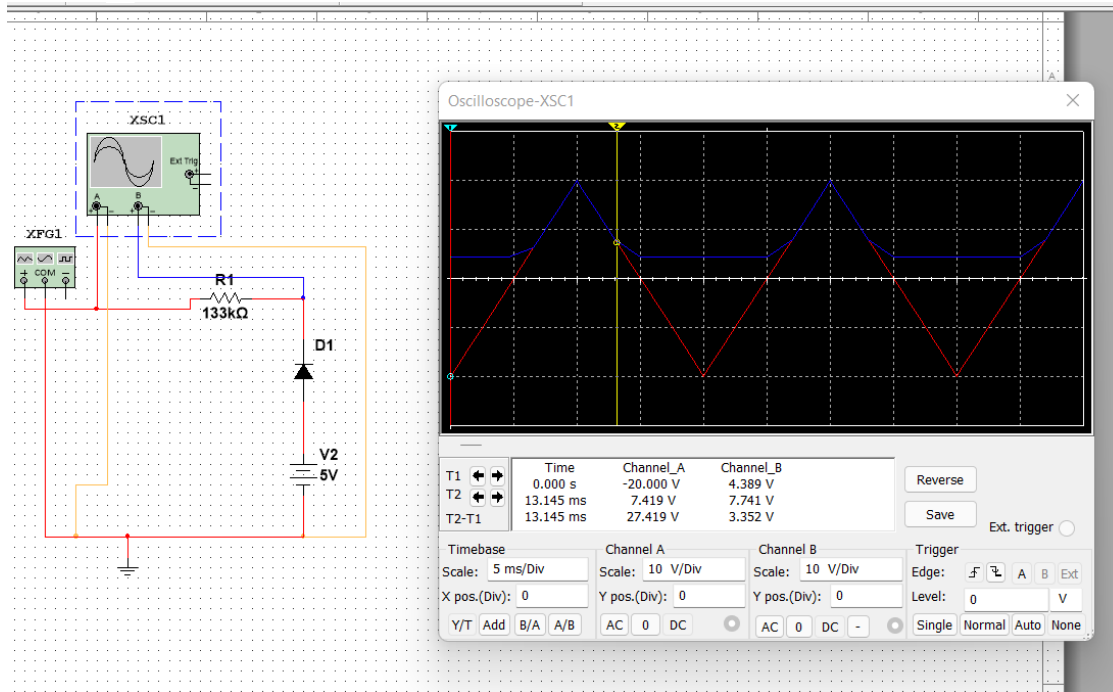 XSC1
Ext Trig
+
-
A
B
+
-
+
-
XFG1
+ COM -
R1
133kΩ
D1
V2
5V
A
Oscilloscope-XSC1
1
2
Time Channel_A Channel_B
T1 0.000 s -20.000 V 4.389 V
T2 13.145 ms 7.419 V 7.741 V
T2-T1 13.145 ms 27.419 V 3.352 V
Reverse
Save
Ext. trigger
Timebase
Scale: 5 ms/Div
X pos.(Div): 0
Y/T Add B/A A/B
Channel A
Scale: 10 V/Div
Y pos.(Div): 0
AC 0 DC
Channel B
Scale: 10 V/Div
Y pos.(Div): 0
AC 0 DC -
Trigger
Edge: A B Ext
Level: 0 V
Single Normal Auto None